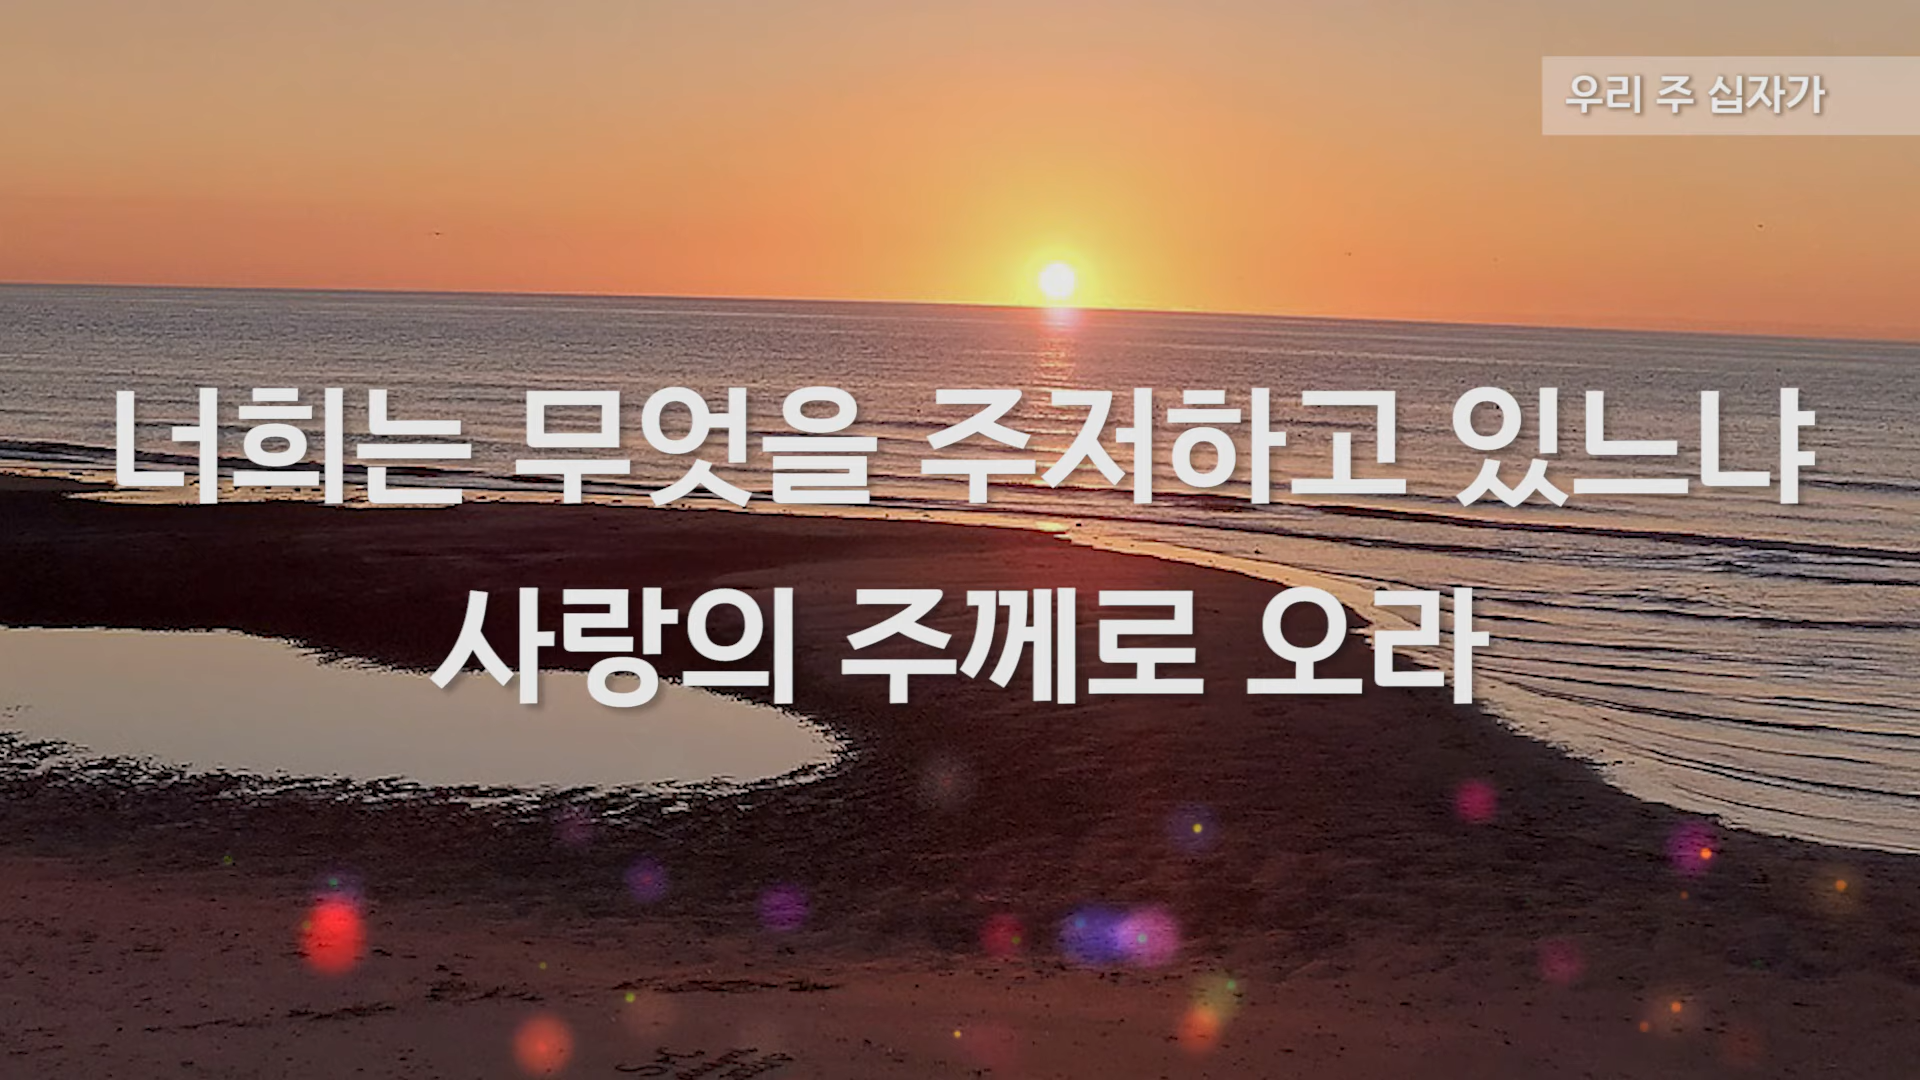 우리 주 십자가
너희는 무엇을 주저하고 있느냐
사랑의 주께로 오라